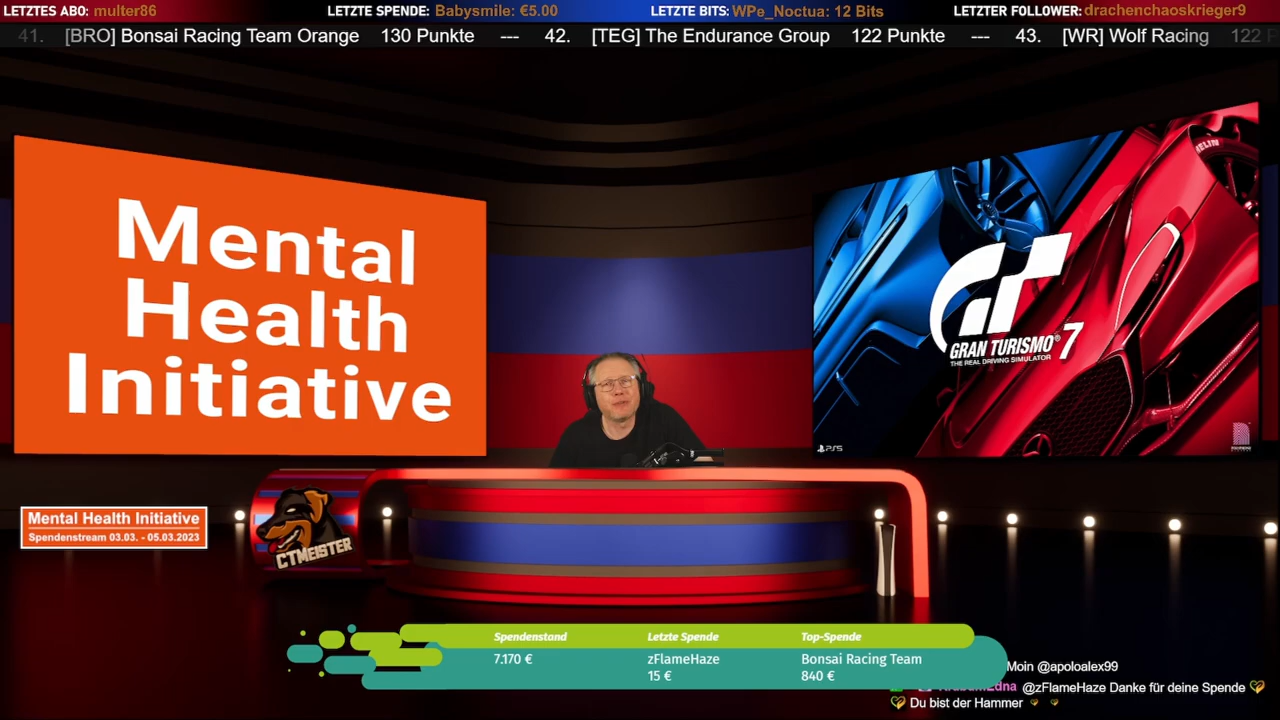 LETZTES ABO: multer86
LETZTE SPENDE: Babysmile: €5.00
LETZTE BITS: WPe_Noctua: 12 Bits
LETZTER FOLLOWER: drachenchaoskrieger9
41. [BRO] Bonsai Racing Team Orange 130 Punkte --- 42. [TEG] The Endurance Group 122 Punkte --- 43. [WR] Wolf Racing 122 P
Mental
Health
Initiative
GRAN TURISMO® 7
THE REAL DRIVING SIMULATOR
PS5
Mental Health Initiative
Spendenstream 03.03. - 05.03.2023
CTMEISTER
Spendenstand Letzte Spende Top-Spende
7.170 € zFlameHaze Bonsai Racing Team
15 € 840 €
Moin @apoloalex99
@zFlameHaze Danke für deine Spende
Du bist der Hammer